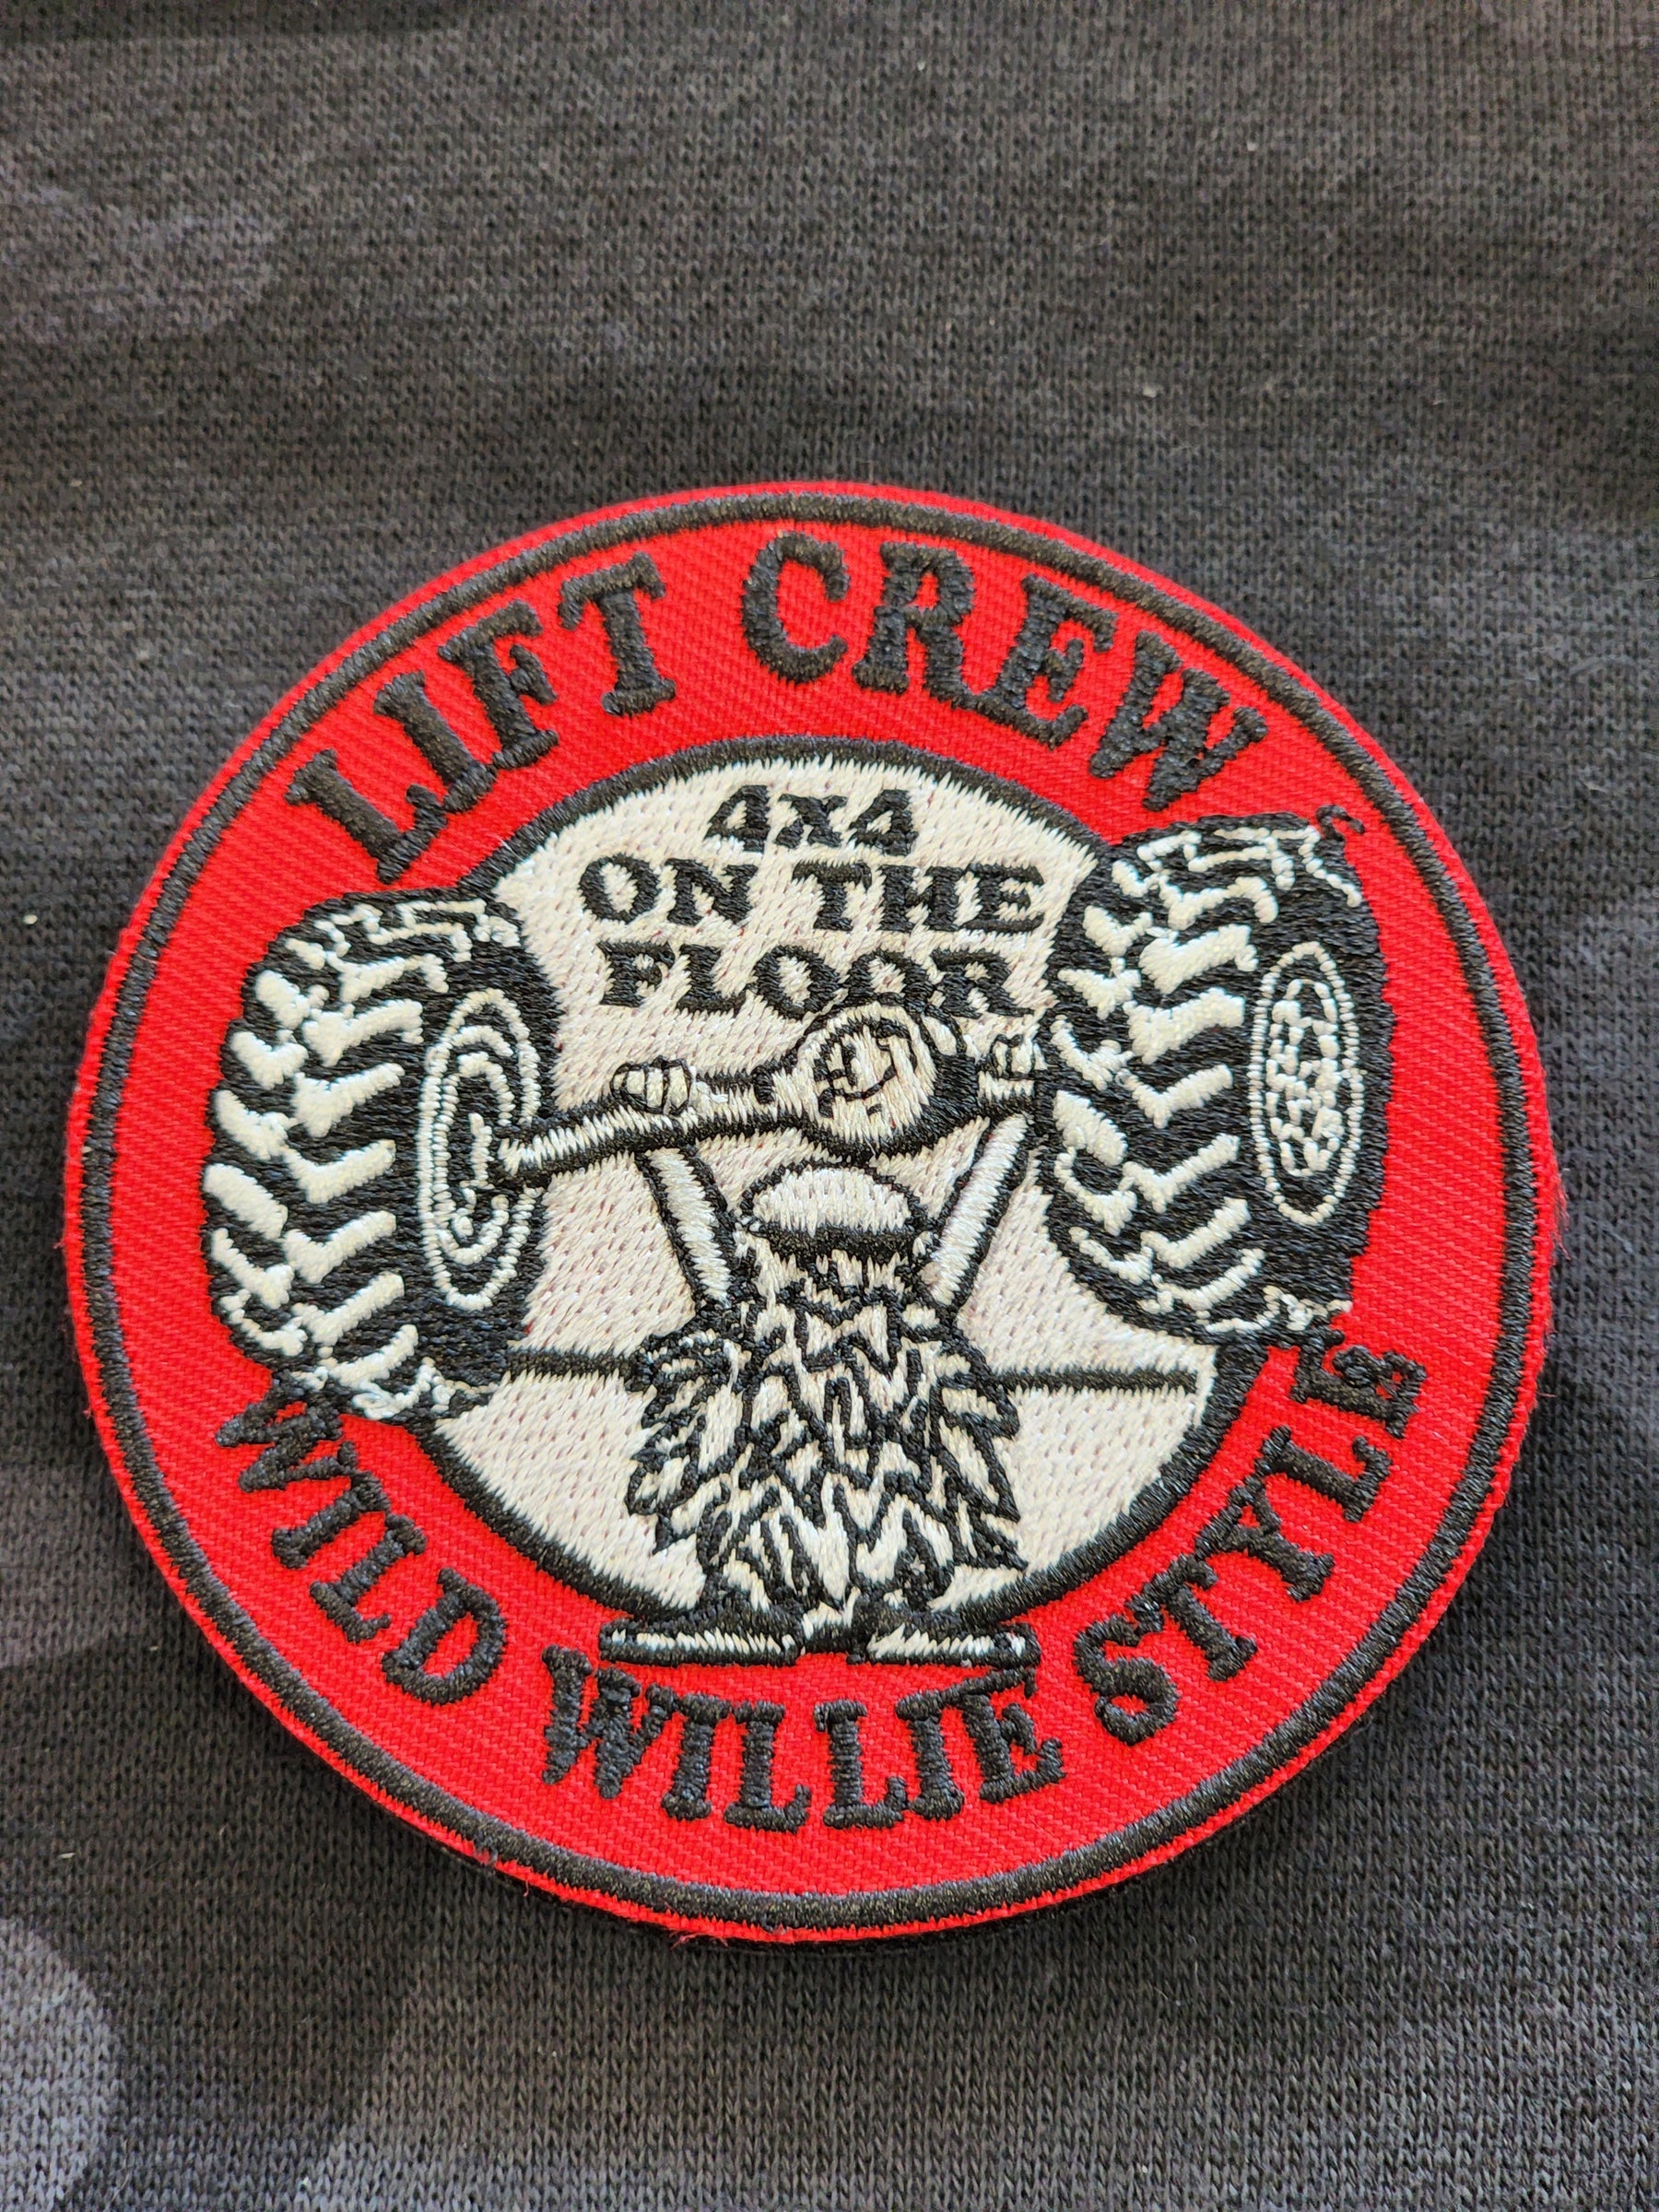 LIFT CREW
4x4
ON THE
FLOOR
WILD WILLIE STYLE